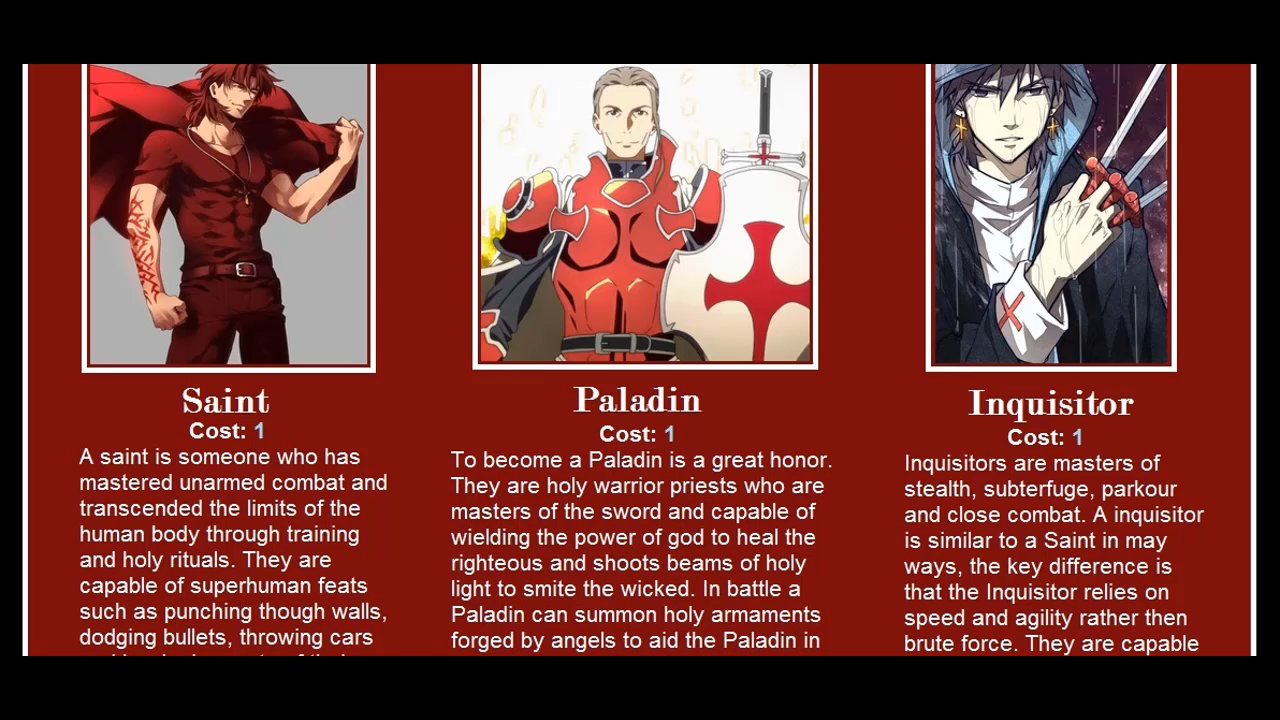 Saint
Cost: 1
A saint is someone who has
mastered unarmed combat and
transcended the limits of the
human body through training
and holy rituals. They are
capable of superhuman feats
such as punching though walls,
dodging bullets, throwing cars
Paladin
Cost: 1
To become a Paladin is a great honor.
They are holy warrior priests who are
masters of the sword and capable of
wielding the power of god to heal the
righteous and shoots beams of holy
light to smite the wicked. In battle a
Paladin can summon holy armaments
forged by angels to aid the Paladin in
Inquisitor
Cost: 1
Inquisitors are masters of
stealth, subterfuge, parkour
and close combat. A inquisitor
is similar to a Saint in may
ways, the key difference is
that the Inquisitor relies on
speed and agility rather then
brute force. They are capable